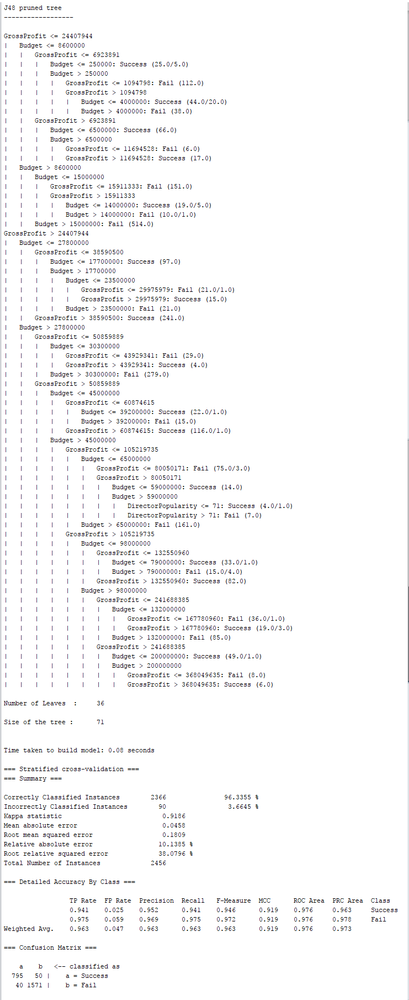 J48 pruned tree
------------------
GrossProfit <= 24407944
|   Budget <= 8600000
|   |   GrossProfit <= 6923891
|   |   |   Budget <= 250000: Success (25.0/5.0)
|   |   |   Budget > 250000
|   |   |   |   GrossProfit <= 1094798: Fail (112.0)
|   |   |   |   GrossProfit > 1094798
|   |   |   |   |   Budget <= 4000000: Success (44.0/20.0)
|   |   |   |   |   Budget > 4000000: Fail (38.0)
|   |   GrossProfit > 6923891
|   |   |   Budget <= 6500000: Success (66.0)
|   |   |   Budget > 6500000
|   |   |   |   GrossProfit <= 11694528: Fail (6.0)
|   |   |   |   GrossProfit > 11694528: Success (17.0)
|   Budget > 8600000
|   |   Budget <= 15000000
|   |   |   GrossProfit <= 15911333: Fail (151.0)
|   |   |   GrossProfit > 15911333
|   |   |   |   Budget <= 14000000: Success (19.0/5.0)
|   |   |   |   Budget > 14000000: Fail (10.0/1.0)
|   |   Budget > 15000000: Fail (514.0)
GrossProfit > 24407944
|   Budget <= 27800000
|   |   GrossProfit <= 38590500
|   |   |   Budget <= 17700000: Success (97.0)
|   |   |   Budget > 17700000
|   |   |   |   Budget <= 23500000
|   |   |   |   |   GrossProfit <= 29975979: Fail (21.0/1.0)
|   |   |   |   |   GrossProfit > 29975979: Success (15.0)
|   |   |   |   Budget > 23500000: Fail (21.0)
|   |   GrossProfit > 38590500: Success (241.0)
|   Budget > 27800000
|   |   GrossProfit <= 50859889
|   |   |   Budget <= 30300000
|   |   |   |   GrossProfit <= 43929341: Fail (29.0)
|   |   |   |   GrossProfit > 43929341: Success (4.0)
|   |   |   Budget > 30300000: Fail (279.0)
|   |   GrossProfit > 50859889
|   |   |   Budget <= 45000000
|   |   |   |   GrossProfit <= 60874615
|   |   |   |   |   Budget <= 39200000: Success (22.0/1.0)
|   |   |   |   |   Budget > 39200000: Fail (15.0)
|   |   |   |   GrossProfit > 60874615: Success (116.0/1.0)
|   |   |   Budget > 45000000
|   |   |   |   GrossProfit <= 105219735
|   |   |   |   |   Budget <= 65000000
|   |   |   |   |   |   GrossProfit <= 80050171: Fail (75.0/3.0)
|   |   |   |   |   |   GrossProfit > 80050171
|   |   |   |   |   |   |   Budget <= 59000000: Success (14.0)
|   |   |   |   |   |   |   Budget > 59000000
|   |   |   |   |   |   |   |   DirectorPopularity <= 71: Success (4.0/1.0)
|   |   |   |   |   |   |   |   DirectorPopularity > 71: Fail (7.0)
|   |   |   |   |   Budget > 65000000: Fail (161.0)
|   |   |   |   GrossProfit > 105219735
|   |   |   |   |   Budget <= 98000000
|   |   |   |   |   |   GrossProfit <= 132550960
|   |   |   |   |   |   |   Budget <= 79000000: Success (33.0/1.0)
|   |   |   |   |   |   |   Budget > 79000000: Fail (15.0/4.0)
|   |   |   |   |   |   GrossProfit > 132550960: Success (82.0)
|   |   |   |   |   Budget > 98000000
|   |   |   |   |   |   GrossProfit <= 241688385
|   |   |   |   |   |   |   Budget <= 132000000
|   |   |   |   |   |   |   |   GrossProfit <= 167780960: Fail (36.0/1.0)
|   |   |   |   |   |   |   |   GrossProfit > 167780960: Success (19.0/3.0)
|   |   |   |   |   |   |   Budget > 132000000: Fail (85.0)
|   |   |   |   |   |   GrossProfit > 241688385
|   |   |   |   |   |   |   Budget <= 200000000: Success (49.0/1.0)
|   |   |   |   |   |   |   Budget > 200000000
|   |   |   |   |   |   |   |   GrossProfit <= 368049635: Fail (8.0)
|   |   |   |   |   |   |   |   GrossProfit > 368049635: Success (6.0)
Number of Leaves  :     36
Size of the tree :      71
Time taken to build model: 0.08 seconds
=== Stratified cross-validation ===
=== Summary ===
Correctly Classified Instances        2366               96.3355 %
Incorrectly Classified Instances        90                3.6645 %
Kappa statistic                          0.9186
Mean absolute error                      0.0458
Root mean squared error                  0.1809
Relative absolute error                 10.1385 %
Root relative squared error             38.0796 %
Total Number of Instances             2456
=== Detailed Accuracy By Class ===
TP Rate  FP Rate  Precision  Recall   F-Measure  MCC      ROC Area  PRC Area  Class
0.941    0.025    0.952      0.941    0.946      0.919    0.976     0.963     Success
0.975    0.059    0.969      0.975    0.972      0.919    0.976     0.978     Fail
Weighted Avg.    0.963    0.047    0.963      0.963    0.963      0.919    0.976     0.973
=== Confusion Matrix ===
a    b   <-- classified as
795   50 |    a = Success
40 1571 |    b = Fail